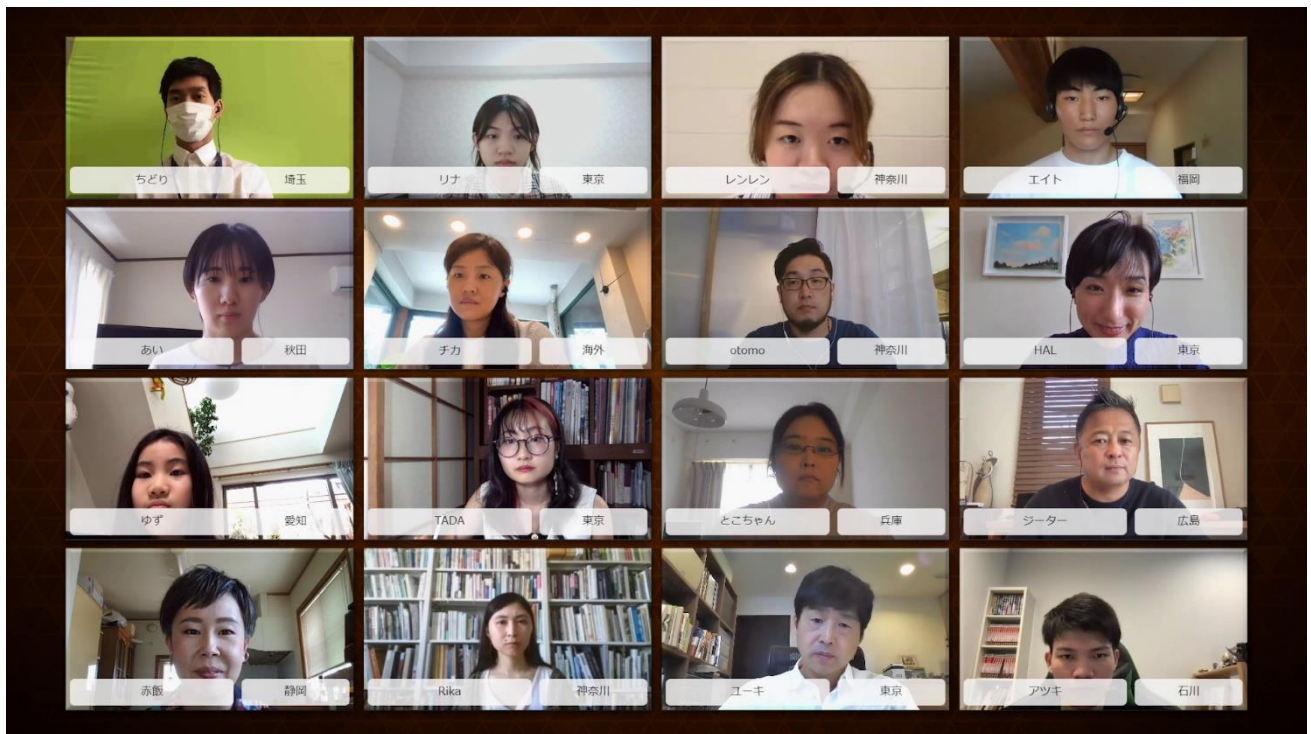 ちどり 埼玉
リナ 東京
レンレン 神奈川
エイト 福岡
あい 秋田
チカ 海外
otomo 神奈川
HAL 東京
ゆず 愛知
TADA 東京
とこちゃん 兵庫
ジーター 広島
赤飯 静岡
Rika 神奈川
ユーキ 東京
アツキ 石川